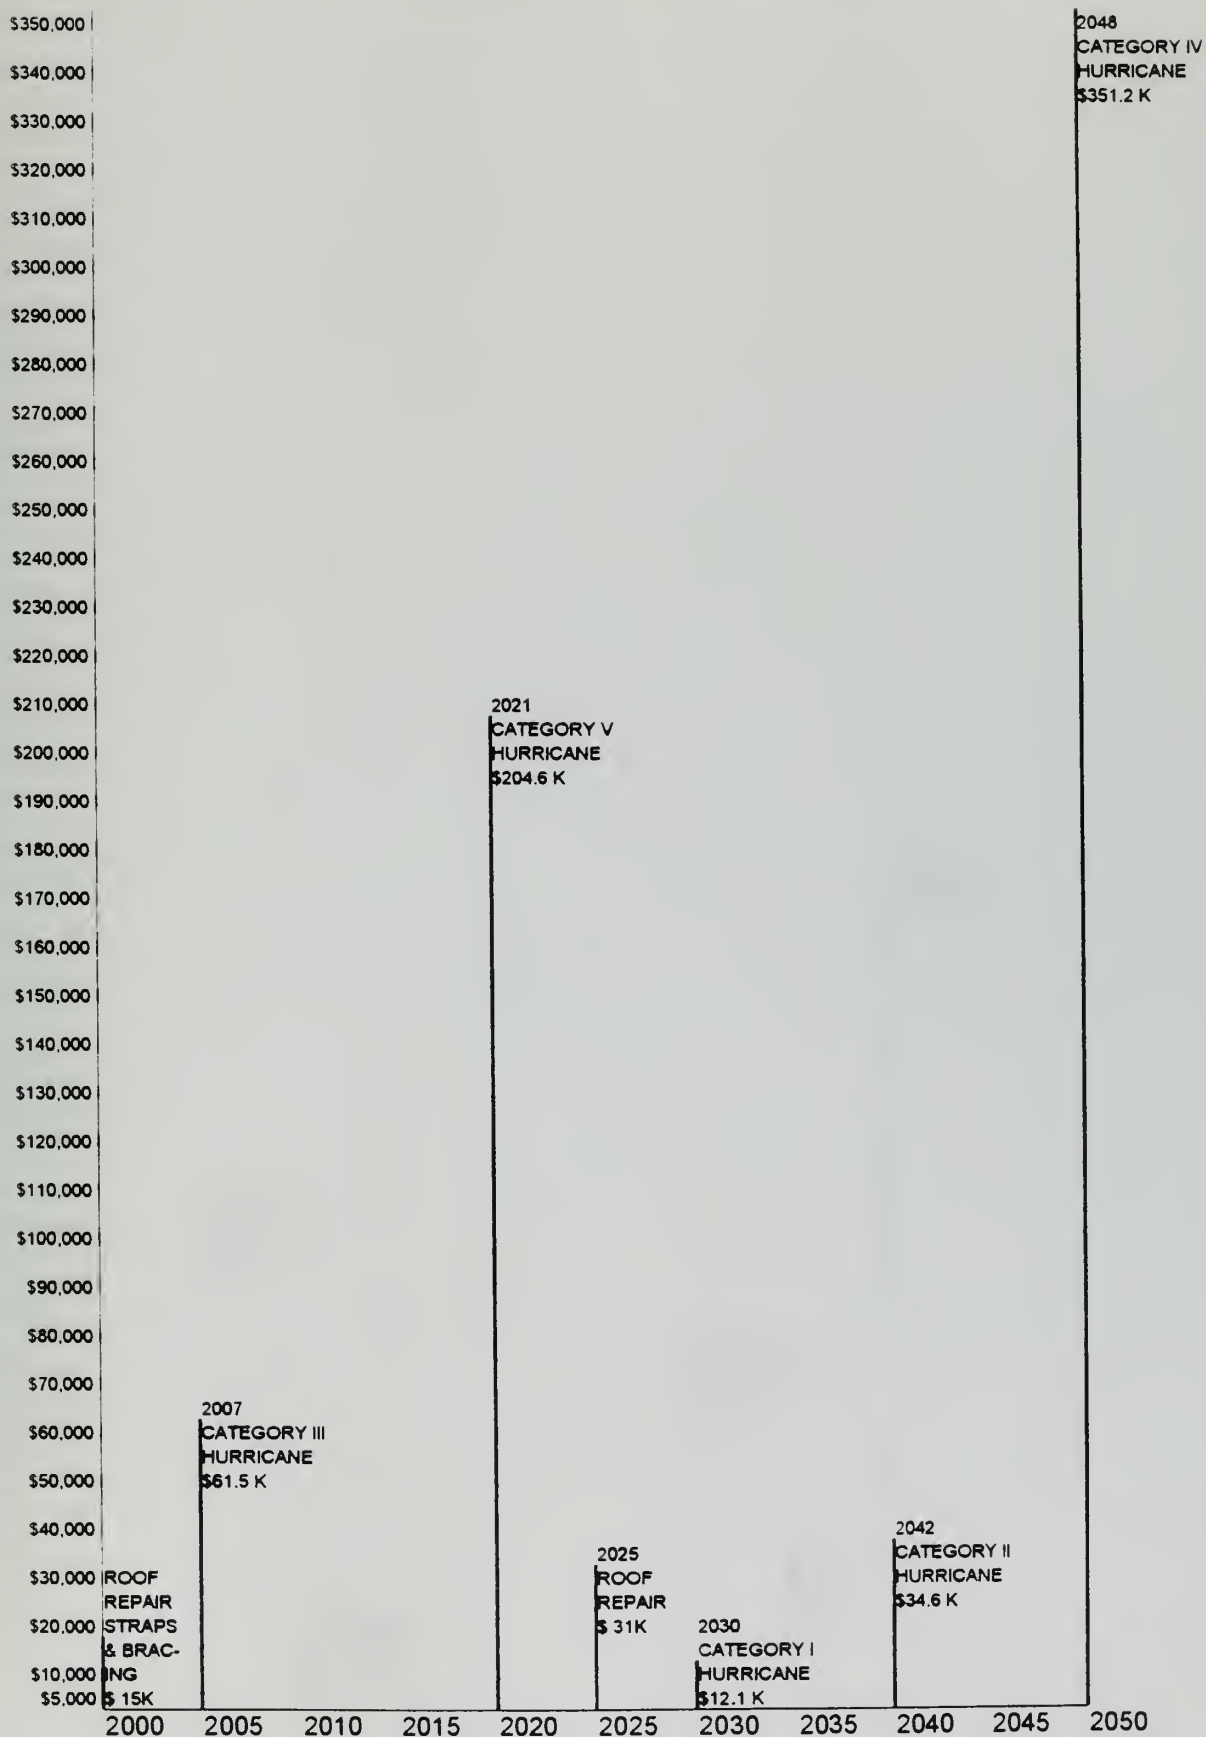 $350,000
$340,000
$330,000
$320,000
$310,000
$300,000
$290,000
$280,000
$270,000
$260,000
$250,000
$240,000
$230,000
$220,000
$210,000
$200,000
$190,000
$180,000
$170,000
$160,000
$150,000
$140,000
$130,000
$120,000
$110,000
$100,000
$90,000
$80,000
$70,000
$60,000
$50,000
$40,000
$30,000
$20,000
$10,000
$5,000
ROOF
REPAIR
STRAPS
& BRAC-
ING
$ 15K
2007
CATEGORY III
HURRICANE
$61.5 K
2021
CATEGORY V
HURRICANE
$204.6 K
2025
ROOF
REPAIR
$ 31K
2030
CATEGORY I
HURRICANE
$12.1 K
2042
CATEGORY II
HURRICANE
$34.6 K
2048
CATEGORY IV
HURRICANE
$351.2 K
2000 2005 2010 2015 2020 2025 2030 2035 2040 2045 2050